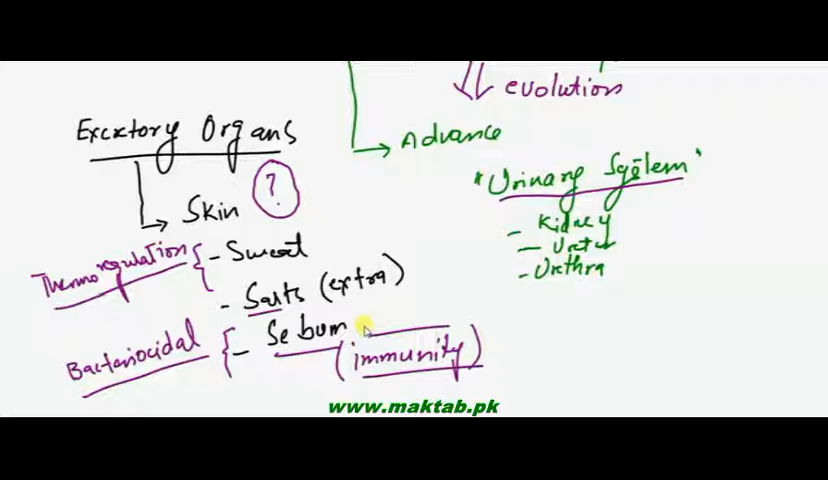 evolution
Advance
Excretory Organs
?
Skin
"Urinary System"
- Kidney
- Ureter
- Urethra
Thermoregulation
- Sweat
- Salts (extra)
Bacteriocidal
- Sebum
(immunity)
www.maktab.pk